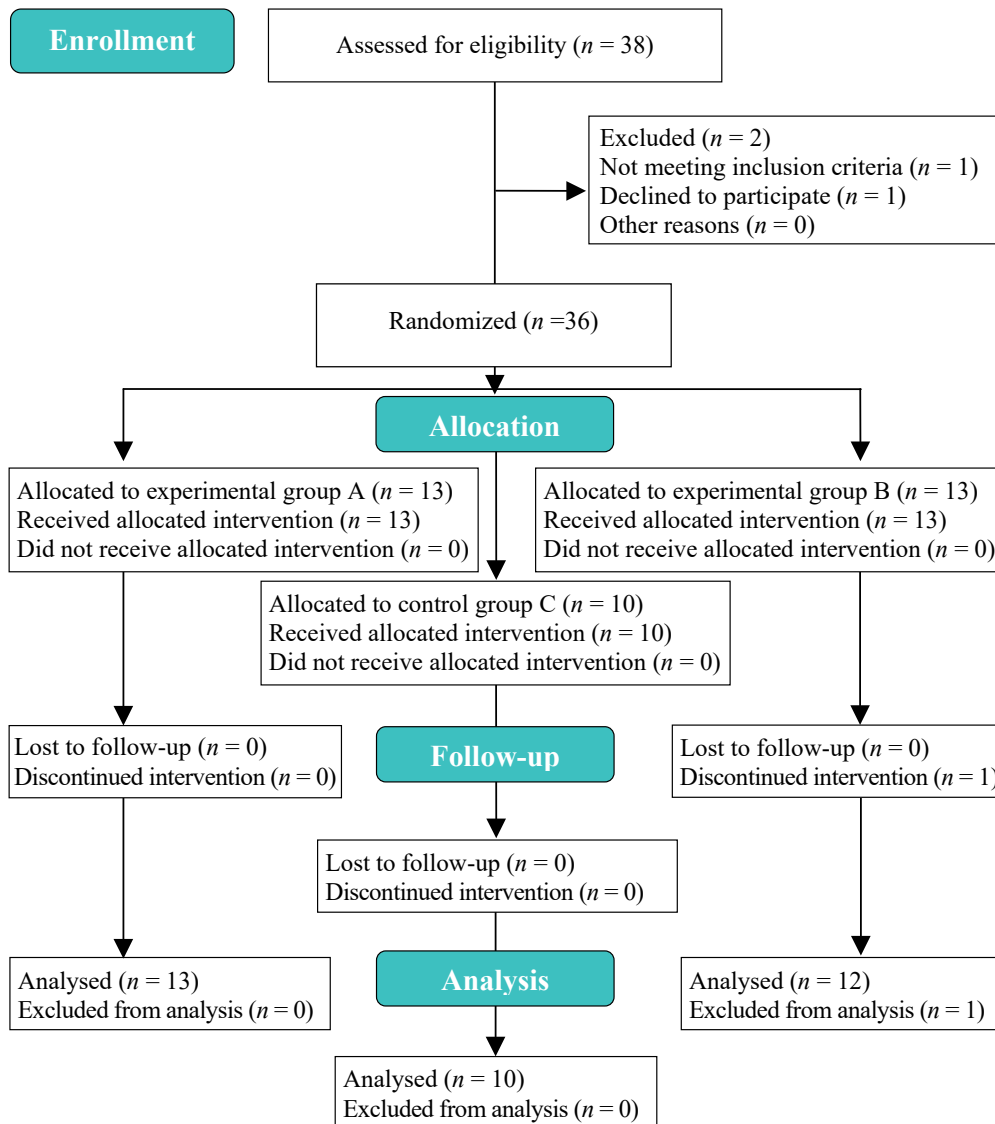 Enrollment
Assessed for eligibility (n = 38)
Excluded (n = 2)
Not meeting inclusion criteria (n = 1)
Declined to participate (n = 1)
Other reasons (n = 0)
Randomized (n =36)
Allocation
Allocated to experimental group A (n = 13)
Received allocated intervention (n = 13)
Did not receive allocated intervention (n = 0)
Allocated to experimental group B (n = 13)
Received allocated intervention (n = 13)
Did not receive allocated intervention (n = 0)
Allocated to control group C (n = 10)
Received allocated intervention (n = 10)
Did not receive allocated intervention (n = 0)
Lost to follow-up (n = 0)
Discontinued intervention (n = 0)
Follow-up
Lost to follow-up (n = 0)
Discontinued intervention (n = 1)
Lost to follow-up (n = 0)
Discontinued intervention (n = 0)
Analysed (n = 13)
Excluded from analysis (n = 0)
Analysis
Analysed (n = 12)
Excluded from analysis (n = 1)
Analysed (n = 10)
Excluded from analysis (n = 0)